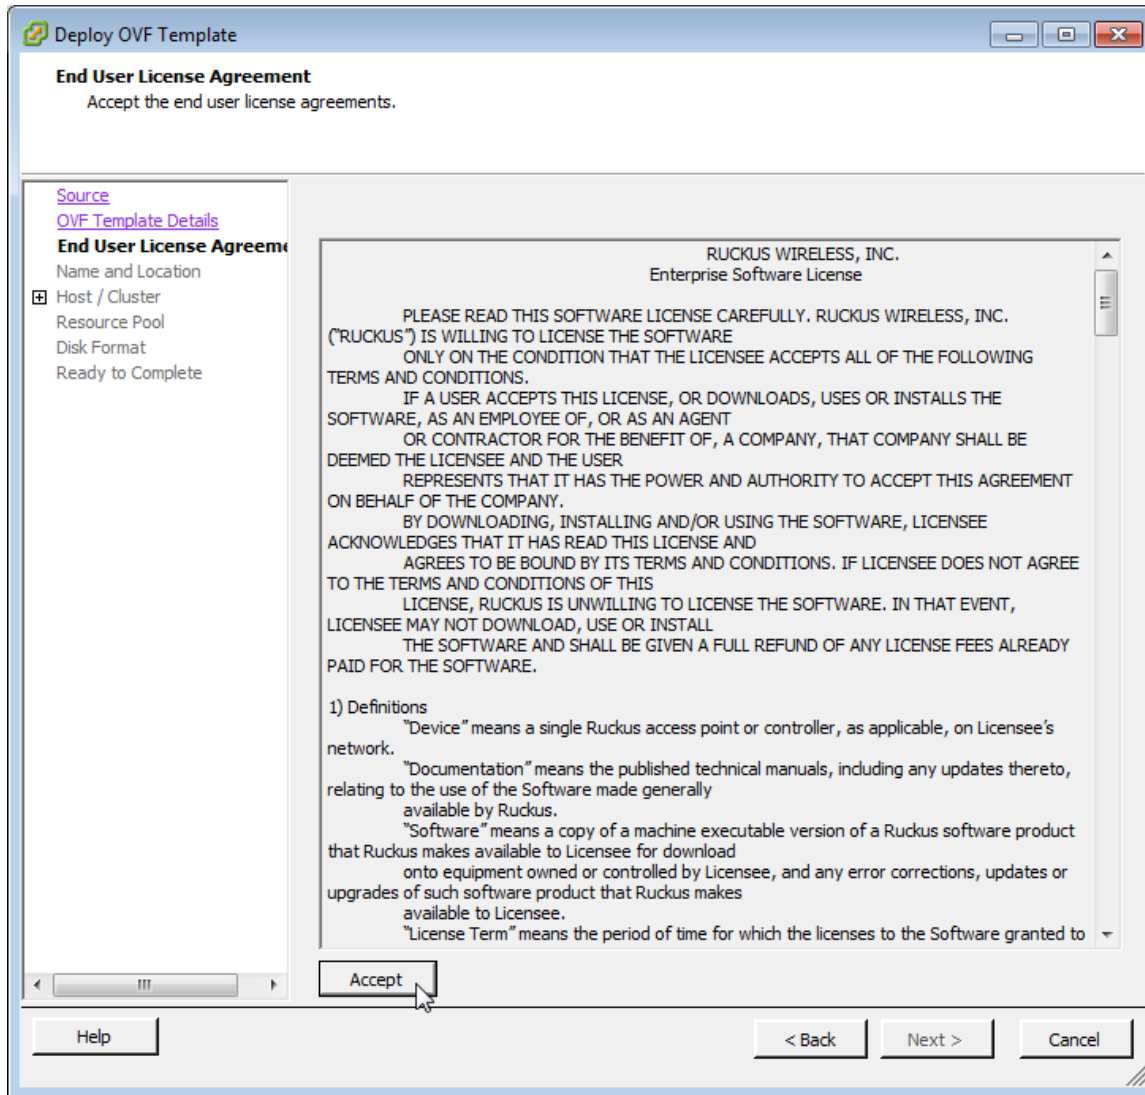 Deploy OVF Template
End User License Agreement
Accept the end user license agreements.
Source
OVF Template Details
End User License Agreeme
Name and Location
Host / Cluster
Resource Pool
Disk Format
Ready to Complete
RUCKUS WIRELESS, INC.
Enterprise Software License
PLEASE READ THIS SOFTWARE LICENSE CAREFULLY. RUCKUS WIRELESS, INC.
("RUCKUS") IS WILLING TO LICENSE THE SOFTWARE
ONLY ON THE CONDITION THAT THE LICENSEE ACCEPTS ALL OF THE FOLLOWING
TERMS AND CONDITIONS.
IF A USER ACCEPTS THIS LICENSE, OR DOWNLOADS, USES OR INSTALLS THE
SOFTWARE, AS AN EMPLOYEE OF, OR AS AN AGENT
OR CONTRACTOR FOR THE BENEFIT OF, A COMPANY, THAT COMPANY SHALL BE
DEEMED THE LICENSEE AND THE USER
REPRESENTS THAT IT HAS THE POWER AND AUTHORITY TO ACCEPT THIS AGREEMENT
ON BEHALF OF THE COMPANY.
BY DOWNLOADING, INSTALLING AND/OR USING THE SOFTWARE, LICENSEE
ACKNOWLEDGES THAT IT HAS READ THIS LICENSE AND
AGREES TO BE BOUND BY ITS TERMS AND CONDITIONS. IF LICENSEE DOES NOT AGREE
TO THE TERMS AND CONDITIONS OF THIS
LICENSE, RUCKUS IS UNWILLING TO LICENSE THE SOFTWARE. IN THAT EVENT,
LICENSEE MAY NOT DOWNLOAD, USE OR INSTALL
THE SOFTWARE AND SHALL BE GIVEN A FULL REFUND OF ANY LICENSE FEES ALREADY
PAID FOR THE SOFTWARE.
1) Definitions
"Device" means a single Ruckus access point or controller, as applicable, on Licensee's
network.
"Documentation" means the published technical manuals, including any updates thereto,
relating to the use of the Software made generally
available by Ruckus.
"Software" means a copy of a machine executable version of a Ruckus software product
that Ruckus makes available to Licensee for download
onto equipment owned or controlled by Licensee, and any error corrections, updates or
upgrades of such software product that Ruckus makes
available to Licensee.
"License Term" means the period of time for which the licenses to the Software granted to
Accept
Help
< Back
Next >
Cancel